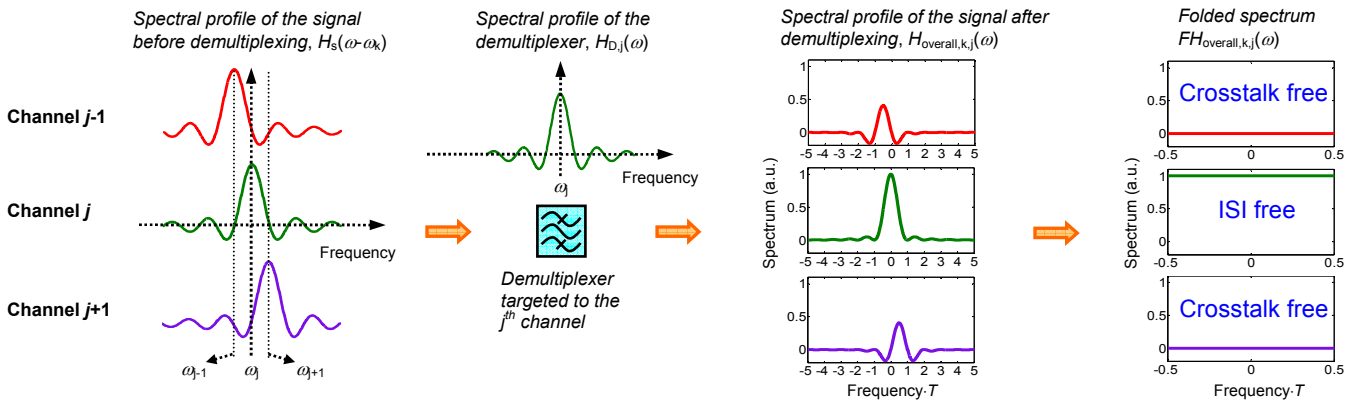 Spectral profile of the signal
before demultiplexing, Hs(ω-ωk)
Channel j-1
Channel j
Frequency
Channel j+1
ωj-1
ωj
ωj+1
Spectral profile of the
demultiplexer, HD,j(ω)
Frequency
ωj
Demultiplexer
targeted to the
jth channel
Spectral profile of the signal after
demultiplexing, Hoverall,k,j(ω)
1
0.5
0
-5 -4 -3 -2 -1 0 1 2 3 4 5
Spectrum (a.u.)
1
0.5
0
-5 -4 -3 -2 -1 0 1 2 3 4 5
1
0.5
0
-5 -4 -3 -2 -1 0 1 2 3 4 5
Frequency·T
Folded spectrum
FHoverall,k,j(ω)
1
Crosstalk free
0.5
0
-0.5 0 0.5
Spectrum (a.u.)
1
ISI free
0.5
0
-0.5 0 0.5
1
Crosstalk free
0.5
0
-0.5 0 0.5
Frequency·T